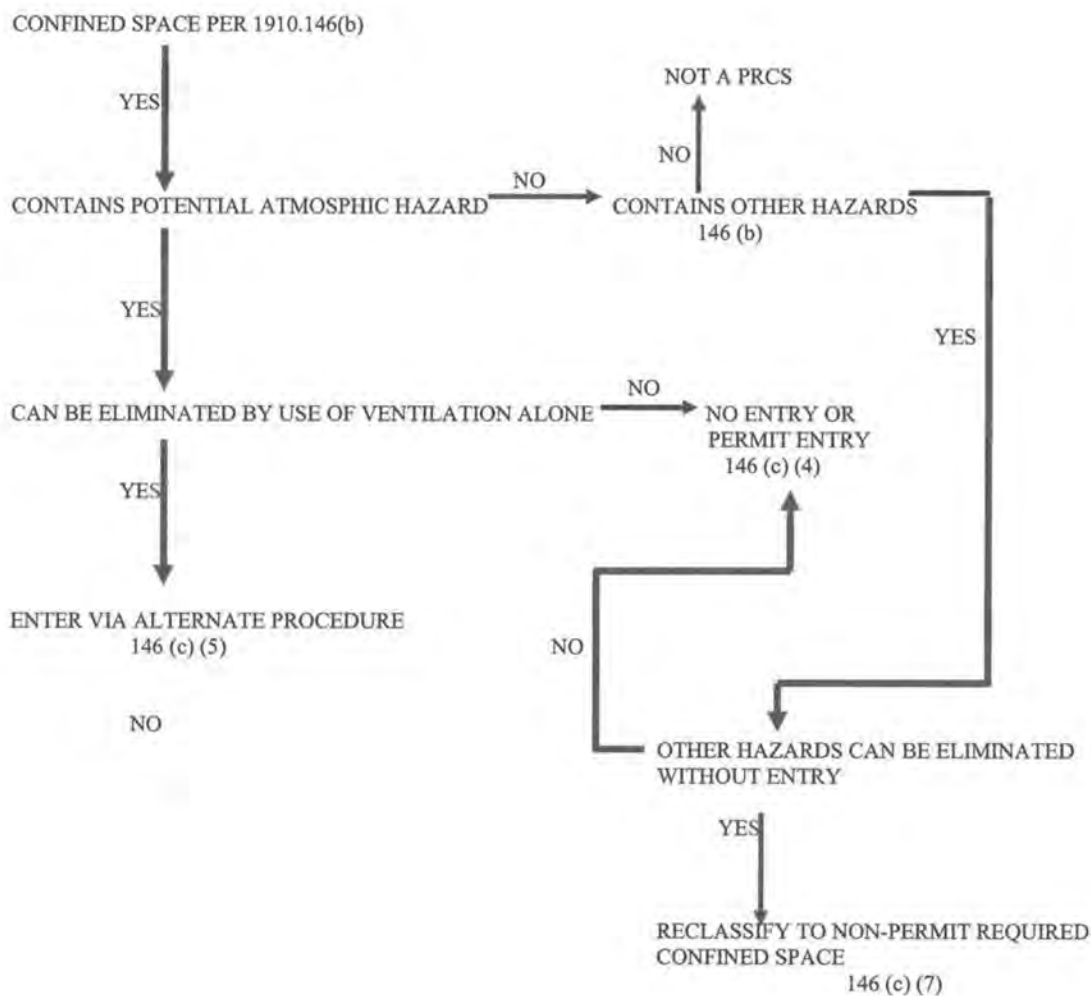 CONFINED SPACE PER 1910.146(b)
YES
NOT A PRCS
NO
NO
CONTAINS POTENTIAL ATMOSPHIC HAZARD
CONTAINS OTHER HAZARDS
146 (b)
YES
YES
NO
CAN BE ELIMINATED BY USE OF VENTILATION ALONE
NO ENTRY OR
PERMIT ENTRY
146 (c) (4)
YES
ENTER VIA ALTERNATE PROCEDURE
146 (c) (5)
NO
NO
OTHER HAZARDS CAN BE ELIMINATED
WITHOUT ENTRY
YES
RECLASSIFY TO NON-PERMIT REQUIRED
CONFINED SPACE
146 (c) (7)